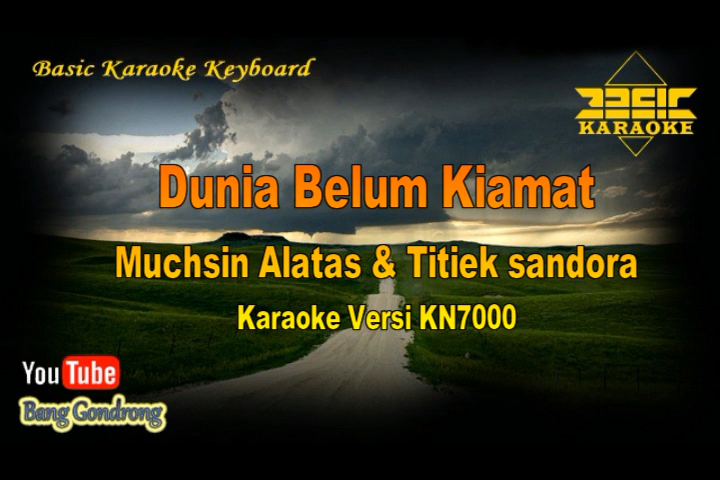 Basic Karaoke Keyboard
BASIC
KARAOKE
Dunia Belum Kiamat
Muchsin Alatas & Titiek sandora
Karaoke Versi KN7000
YouTube
Bang Gondrong